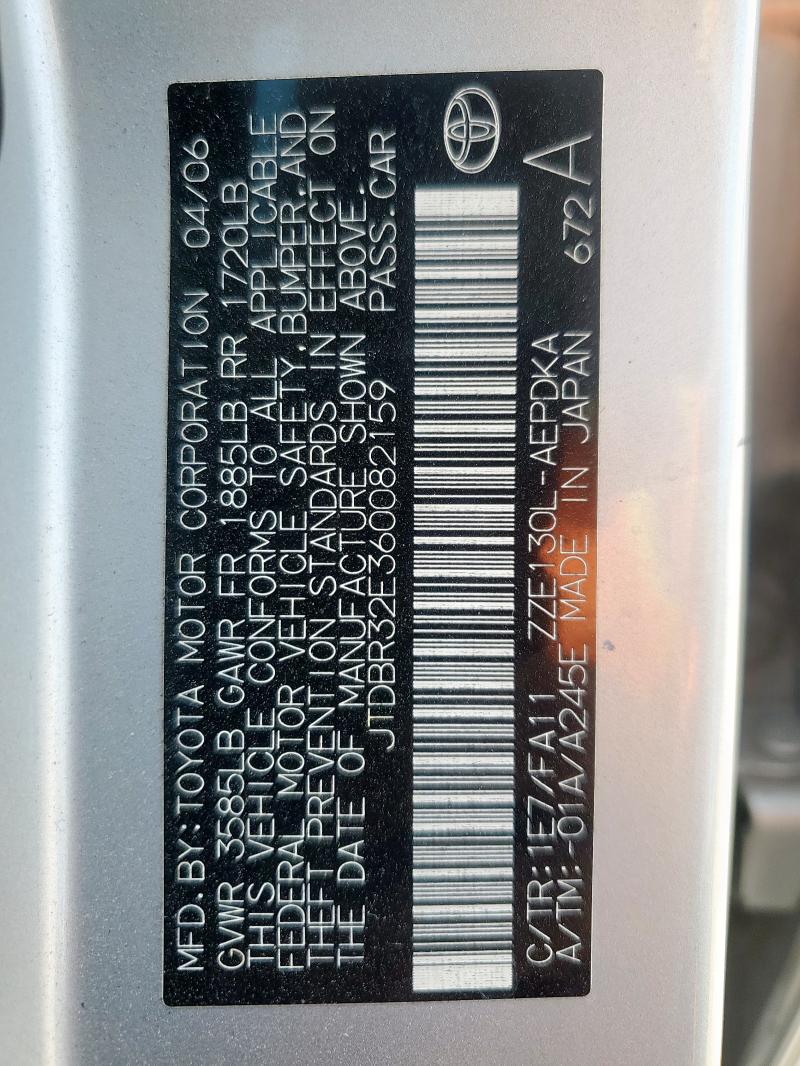 MFD.BY:TOYOTA MOTOR CORPORATION 04/06
GVWR 3585LB GAWR FR 1885LB RR 1720LB
THIS VEHICLE CONFORMS TO ALL APPLICABLE
FEDERAL MOTOR VEHICLE SAFETY,BUMPER,AND
THEFT PREVENTION STANDARDS IN EFFECT ON
THE DATE OF MANUFACTURE SHOWN ABOVE.
JTDBR32E360082159 PASS.CAR
C/TR:1E7/FA11 ZZE130L-AEPDKA 672 A
A/TM:-01A/A245E MADE IN JAPAN